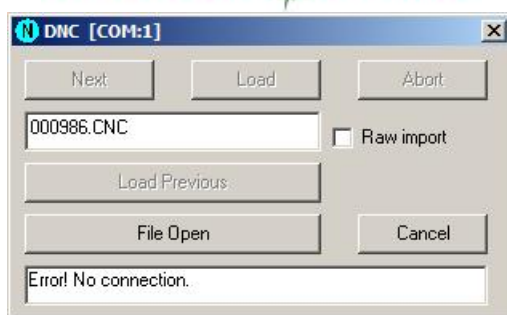 N DNC [COM:1]
Next Load Abort
000986.CNC
Raw import
Load Previous
File Open Cancel
Error! No connection.